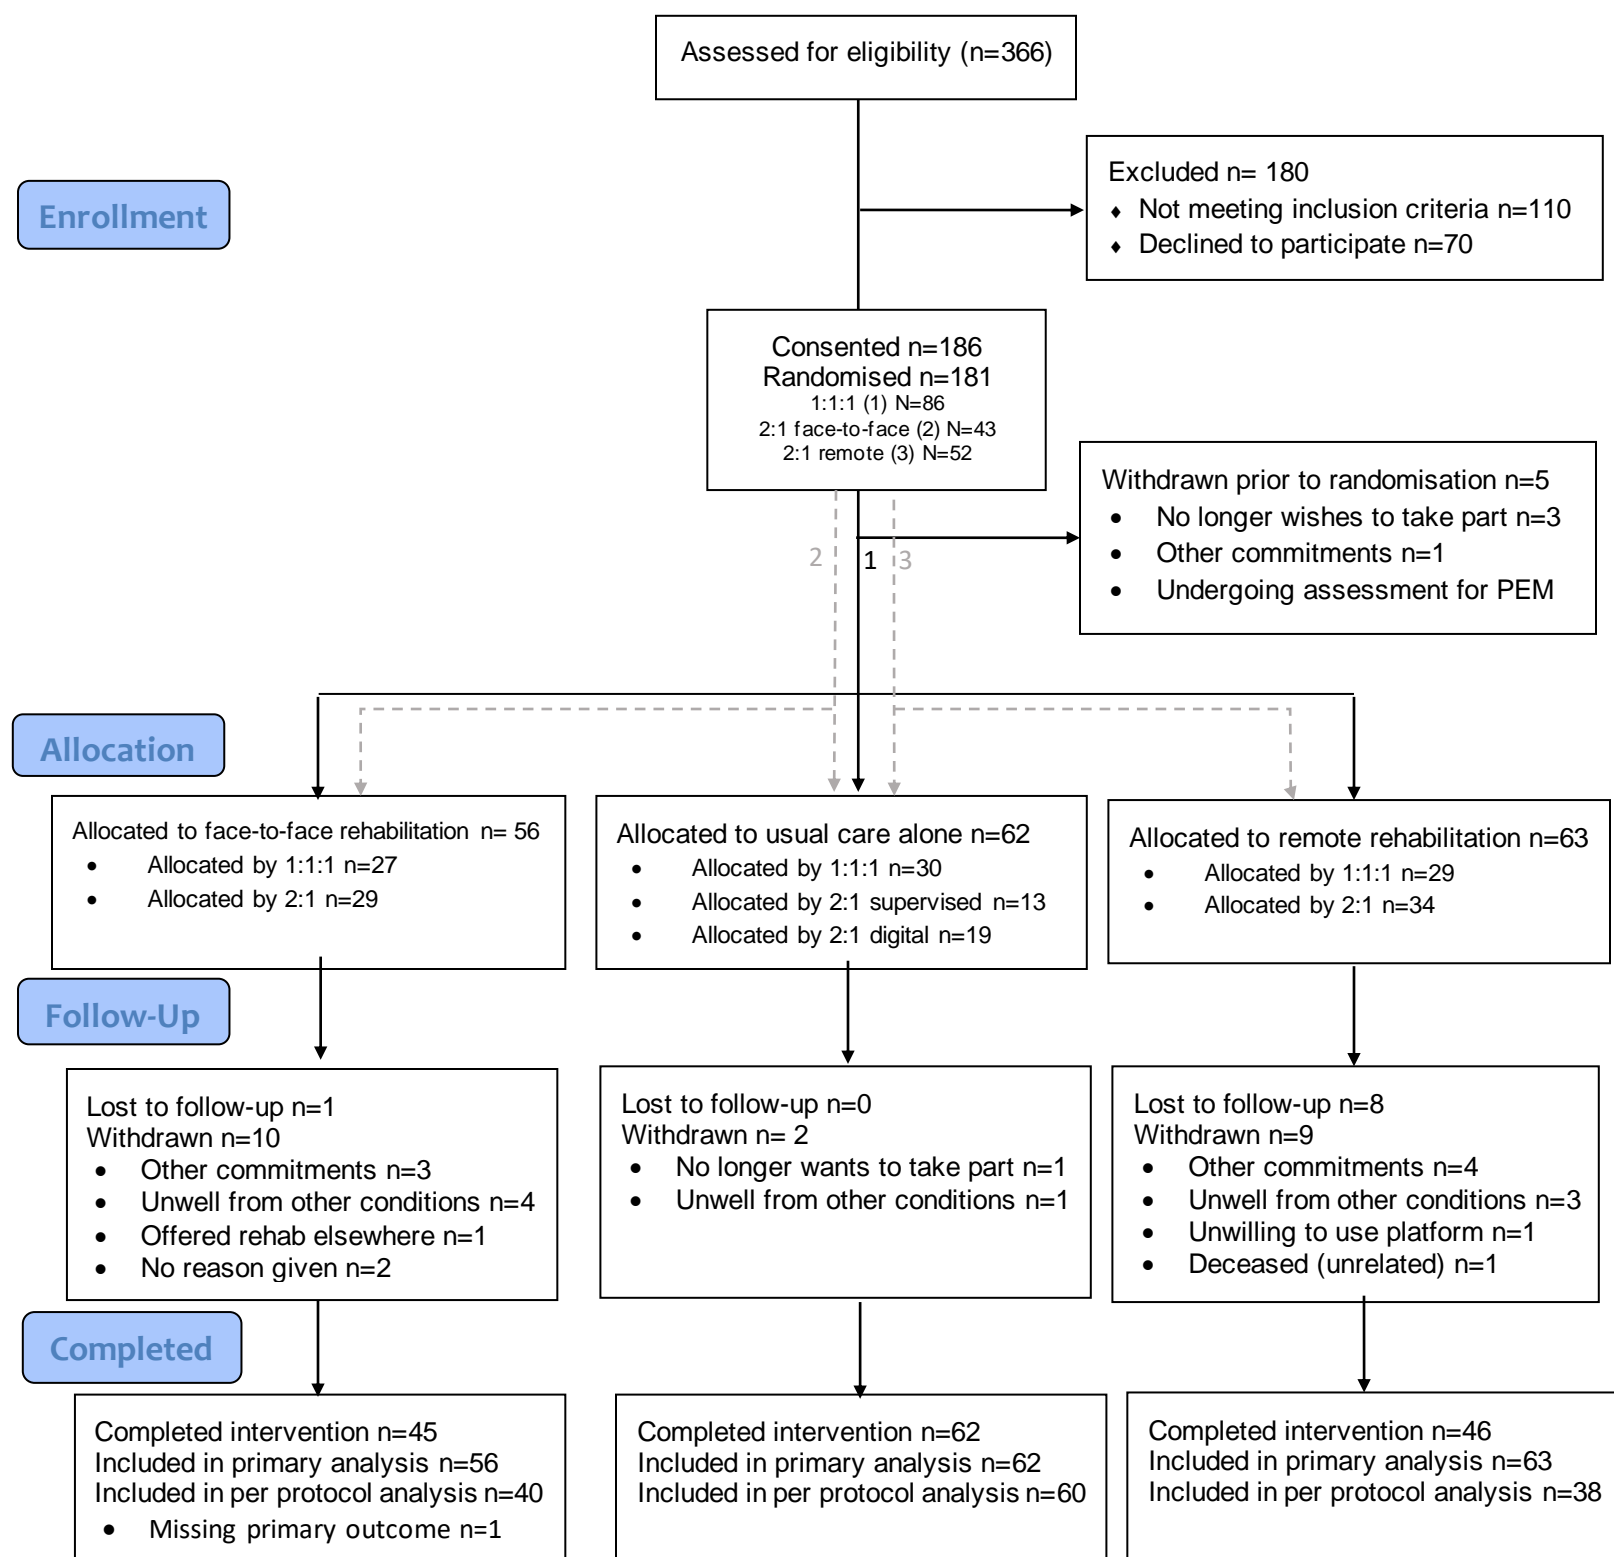 Assessed for eligibility (n=366)
Enrollment
Excluded n= 180
♦ Not meeting inclusion criteria n=110
♦ Declined to participate n=70
Consented n=186
Randomised n=181
1:1:1 (1) N=86
2:1 face-to-face (2) N=43
2:1 remote (3) N=52
Withdrawn prior to randomisation n=5
• No longer wishes to take part n=3
• Other commitments n=1
• Undergoing assessment for PEM
2
1
3
Allocation
Allocated to face-to-face rehabilitation n= 56
• Allocated by 1:1:1 n=27
• Allocated by 2:1 n=29
Allocated to usual care alone n=62
• Allocated by 1:1:1 n=30
• Allocated by 2:1 supervised n=13
• Allocated by 2:1 digital n=19
Allocated to remote rehabilitation n=63
• Allocated by 1:1:1 n=29
• Allocated by 2:1 n=34
Follow-Up
Lost to follow-up n=1
Withdrawn n=10
• Other commitments n=3
• Unwell from other conditions n=4
• Offered rehab elsewhere n=1
• No reason given n=2
Lost to follow-up n=0
Withdrawn n= 2
• No longer wants to take part n=1
• Unwell from other conditions n=1
Lost to follow-up n=8
Withdrawn n=9
• Other commitments n=4
• Unwell from other conditions n=3
• Unwilling to use platform n=1
• Deceased (unrelated) n=1
Completed
Completed intervention n=45
Included in primary analysis n=56
Included in per protocol analysis n=40
• Missing primary outcome n=1
Completed intervention n=62
Included in primary analysis n=62
Included in per protocol analysis n=60
Completed intervention n=46
Included in primary analysis n=63
Included in per protocol analysis n=38